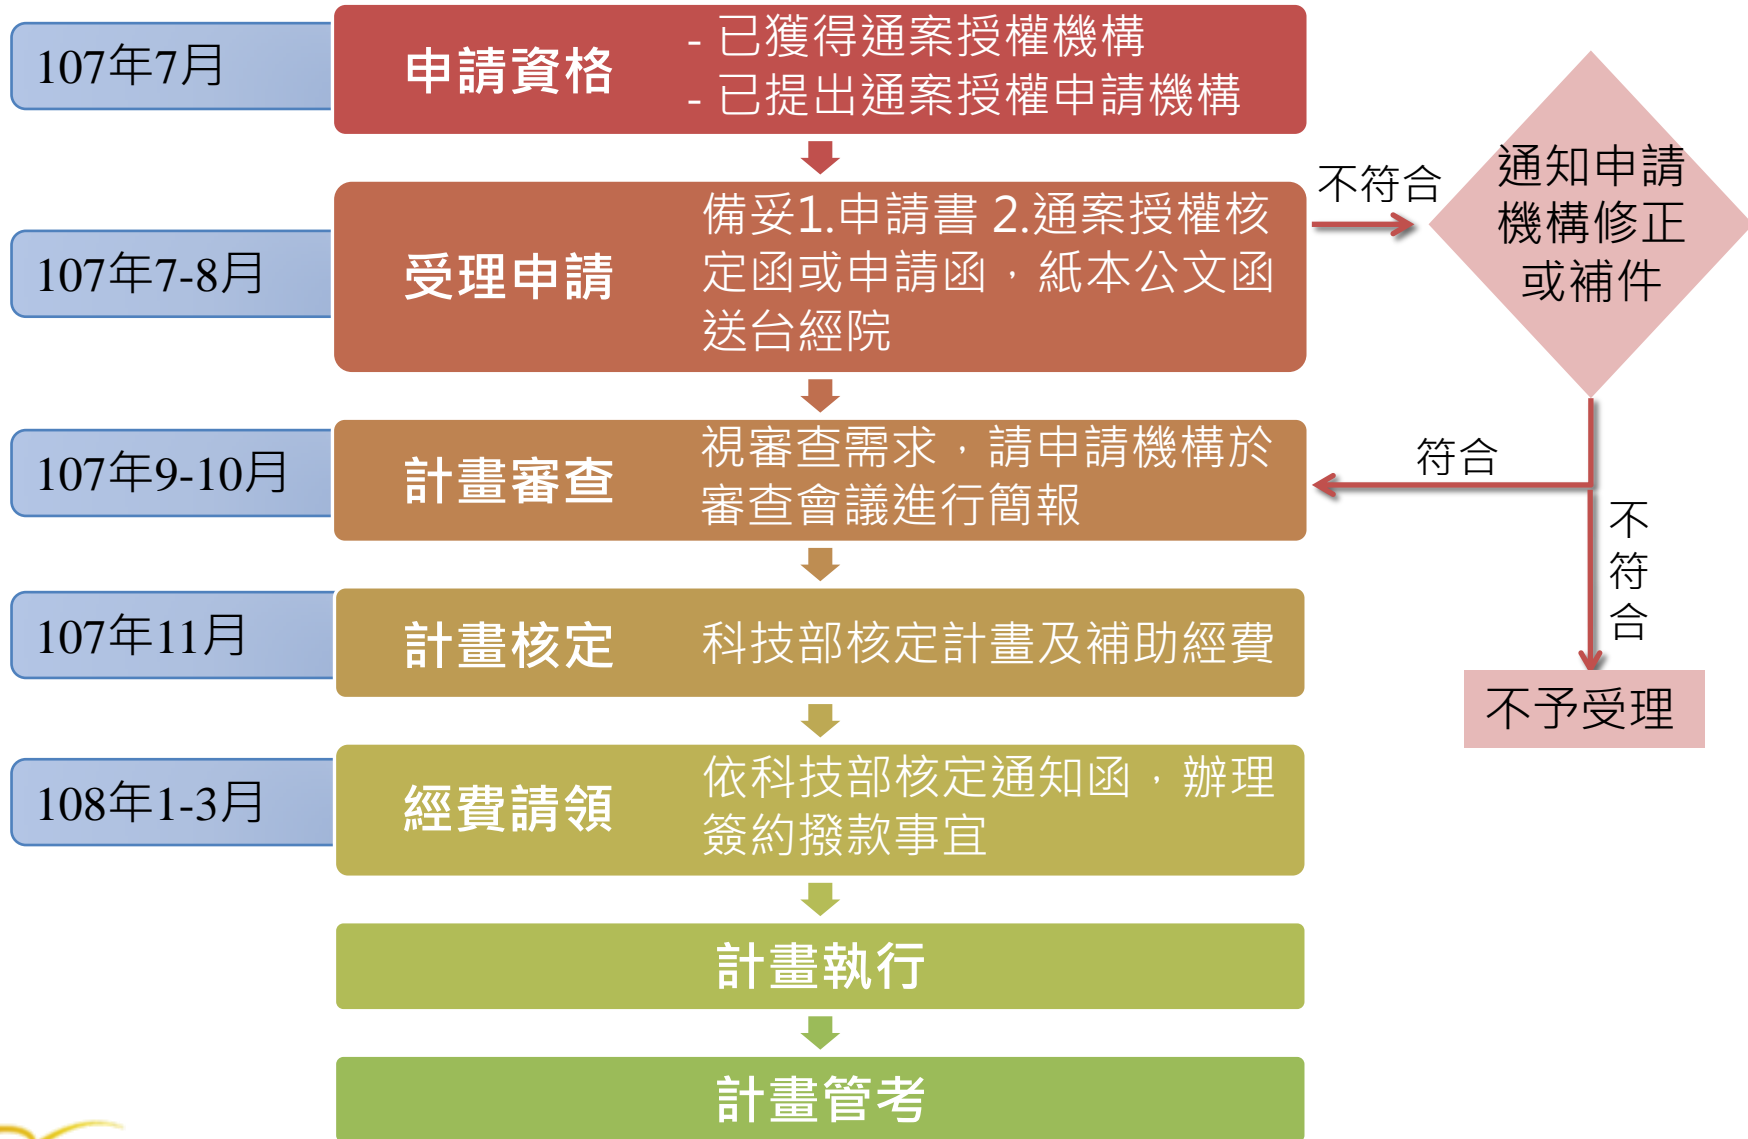 107年7月
申請資格
- 已獲得通案授權機構
- 已提出通案授權申請機構
107年7-8月
受理申請
備妥1.申請書 2.通案授權核
定函或申請函，紙本公文函
送台經院
不符合
通知申請
機構修正
或補件
107年9-10月
計畫審查
視審查需求，請申請機構於
審查會議進行簡報
符合
不
符
合
不予受理
107年11月
計畫核定
科技部核定計畫及補助經費
108年1-3月
經費請領
依科技部核定通知函，辦理
簽約撥款事宜
計畫執行
計畫管考